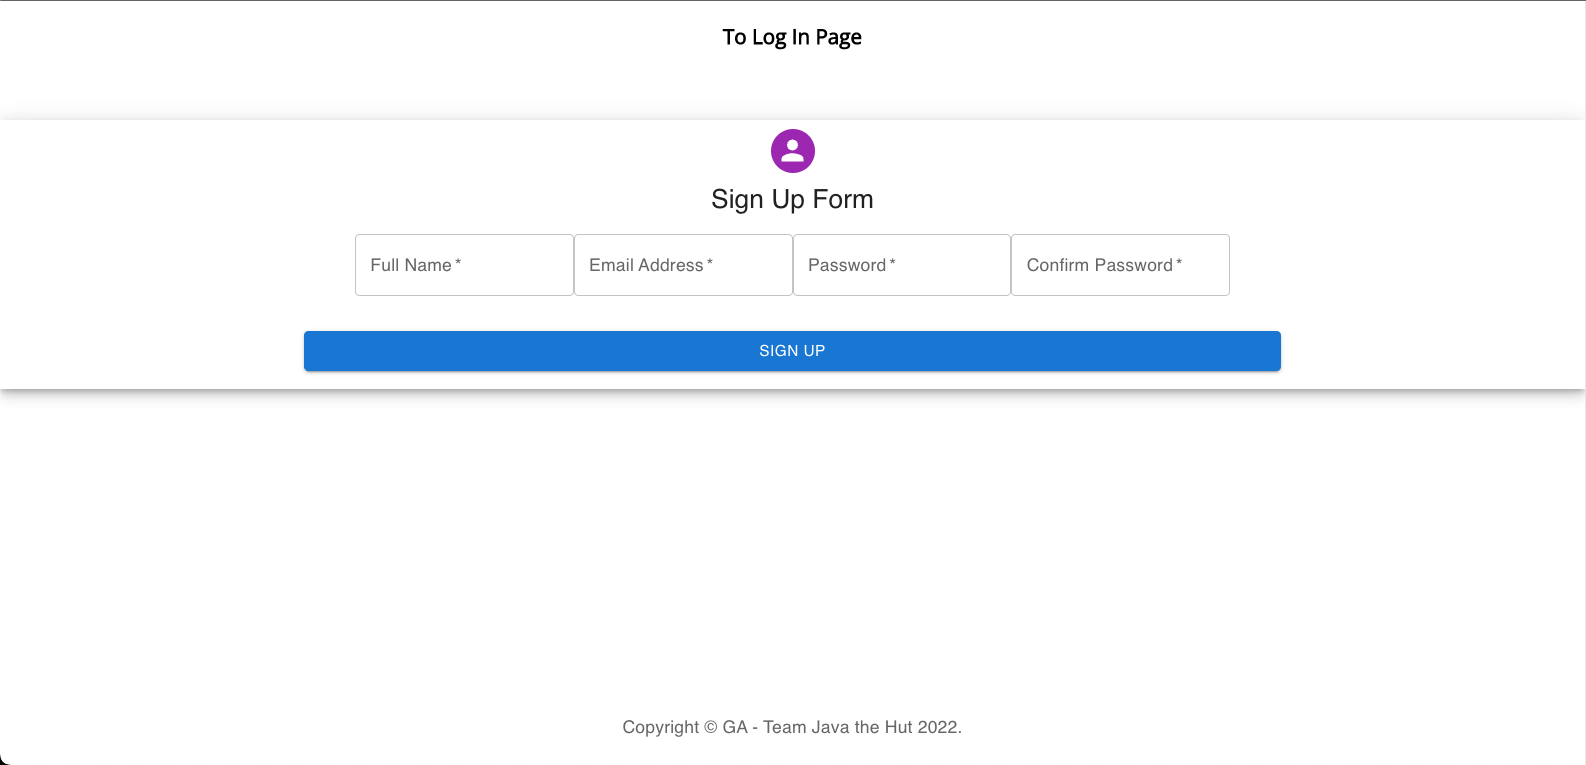 To Log In Page
Sign Up Form
Full Name *
Email Address *
Password *
Confirm Password *
SIGN UP
Copyright © GA - Team Java the Hut 2022.